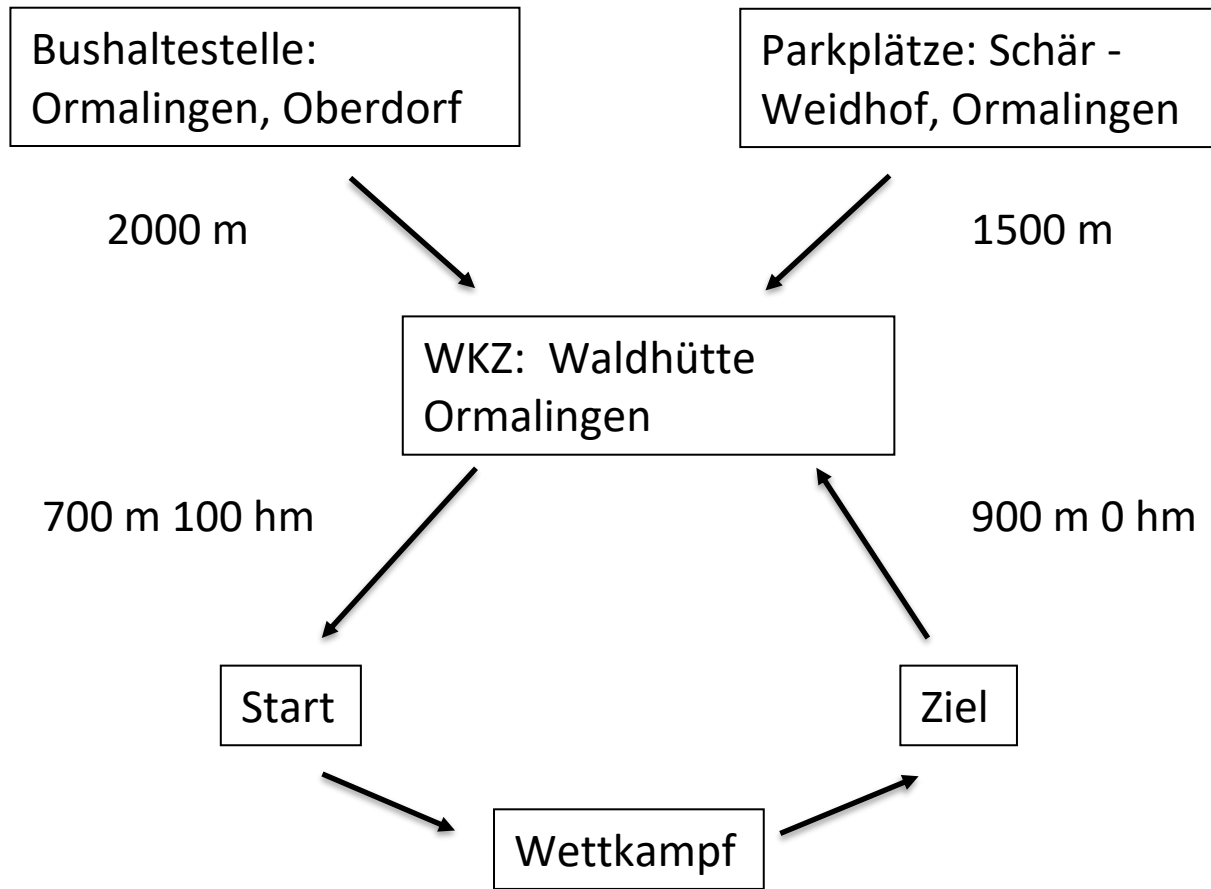 Bushaltestelle:
Ormalingen, Oberdorf
Parkplätze: Schär -
Weidhof, Ormalingen
2000 m
1500 m
WKZ:  Waldhütte
Ormalingen
700 m 100 hm
900 m 0 hm
Start
Ziel
Wettkampf